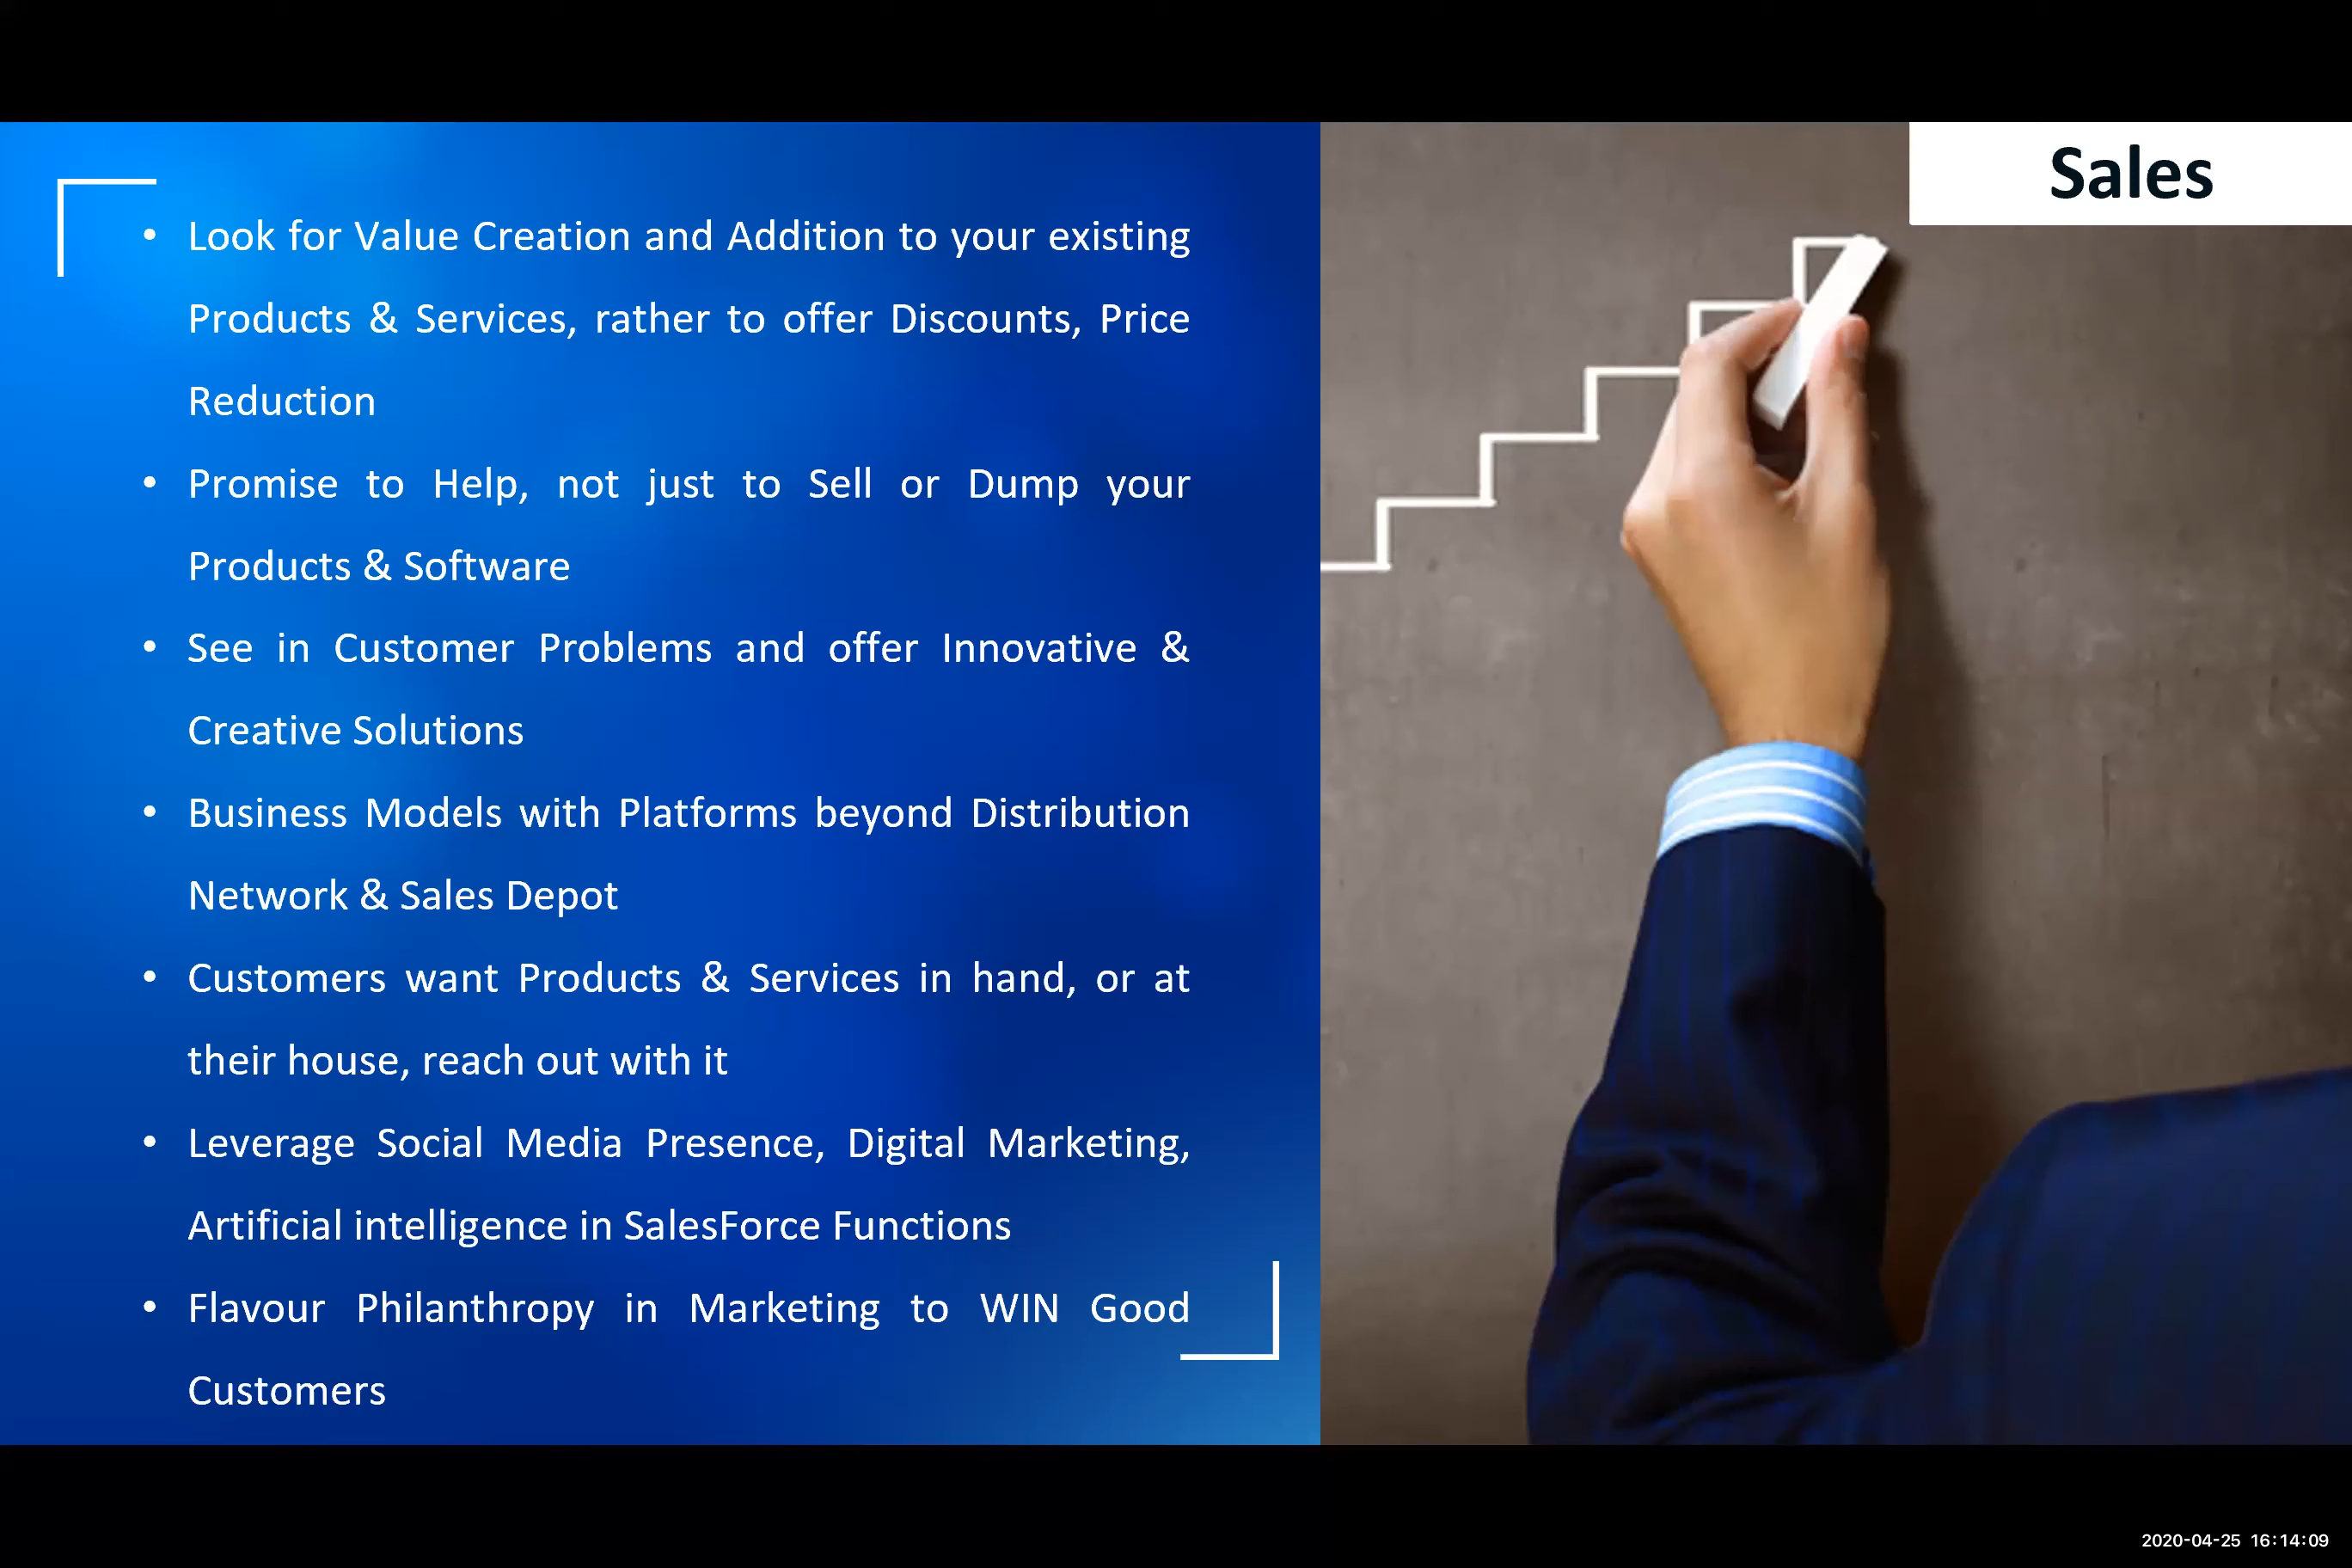 Sales
• Look for Value Creation and Addition to your existing
Products & Services, rather to offer Discounts, Price
Reduction
• Promise to Help, not just to Sell or Dump your
Products & Software
• See in Customer Problems and offer Innovative &
Creative Solutions
• Business Models with Platforms beyond Distribution
Network & Sales Depot
• Customers want Products & Services in hand, or at
their house, reach out with it
• Leverage Social Media Presence, Digital Marketing,
Artificial intelligence in SalesForce Functions
• Flavour Philanthropy in Marketing to WIN Good
Customers
2020-04-25 16:14:09